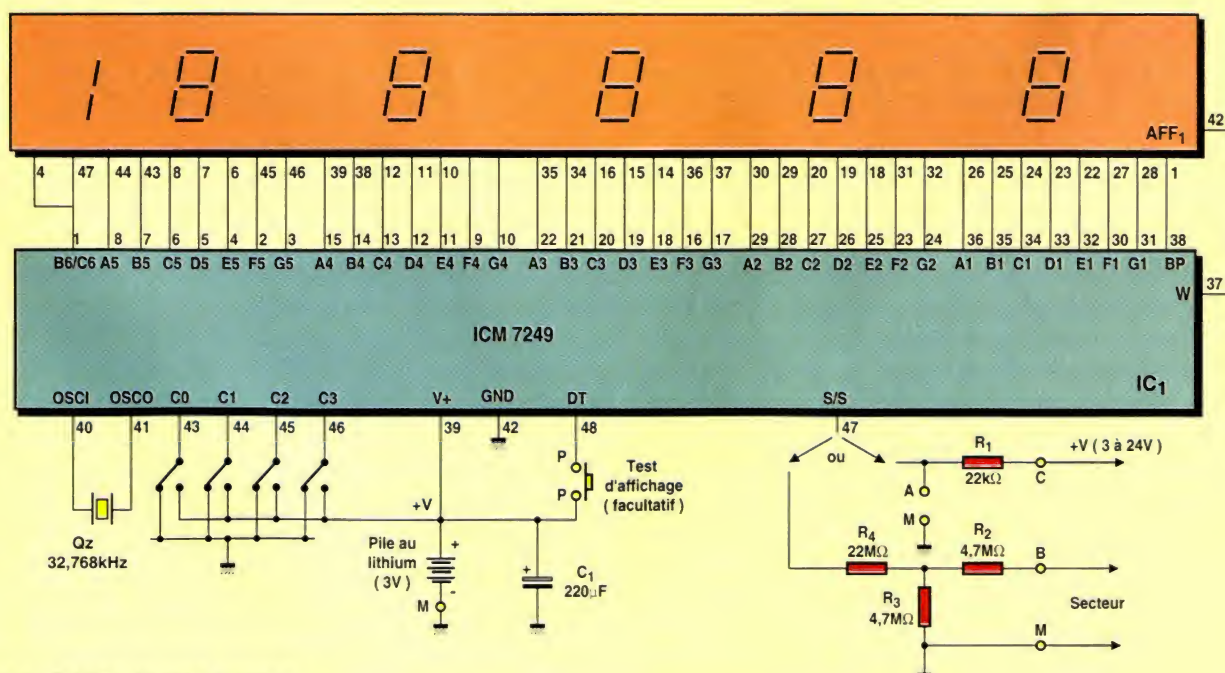 AFF1
42
4 47 44 43 8 7 6 45 46 39 38 12 11 10 35 34 16 15 14 36 37 30 29 20 19 18 31 32 26 25 24 23 22 27 28 1
1 8 7 6 5 4 2 3 15 14 13 12 11 9 10 22 21 20 19 18 16 17 29 28 27 26 25 23 24 36 35 34 33 32 30 31 38
B6/C6 A5 B5 C5 D5 E5 F5 G5 A4 B4 C4 D4 E4 F4 G4 A3 B3 C3 D3 E3 F3 G3 A2 B2 C2 D2 E2 F2 G2 A1 B1 C1 D1 E1 F1 G1 BP
W 37
ICM 7249
IC1
OSCI OSCO C0 C1 C2 C3 V+ GND DT S/S
40 41 43 44 45 46 39 42 48 47
Qz
32,768kHz
+V
Pile au
lithium
( 3V )
+
-
M
+
C1
220µF
P
P
Test
d'affichage
( facultatif )
ou
R1
22kΩ
C
+V ( 3 à 24V )
A
M
R4
22MΩ
R2
4,7MΩ
B
R3
4,7MΩ
Secteur
M